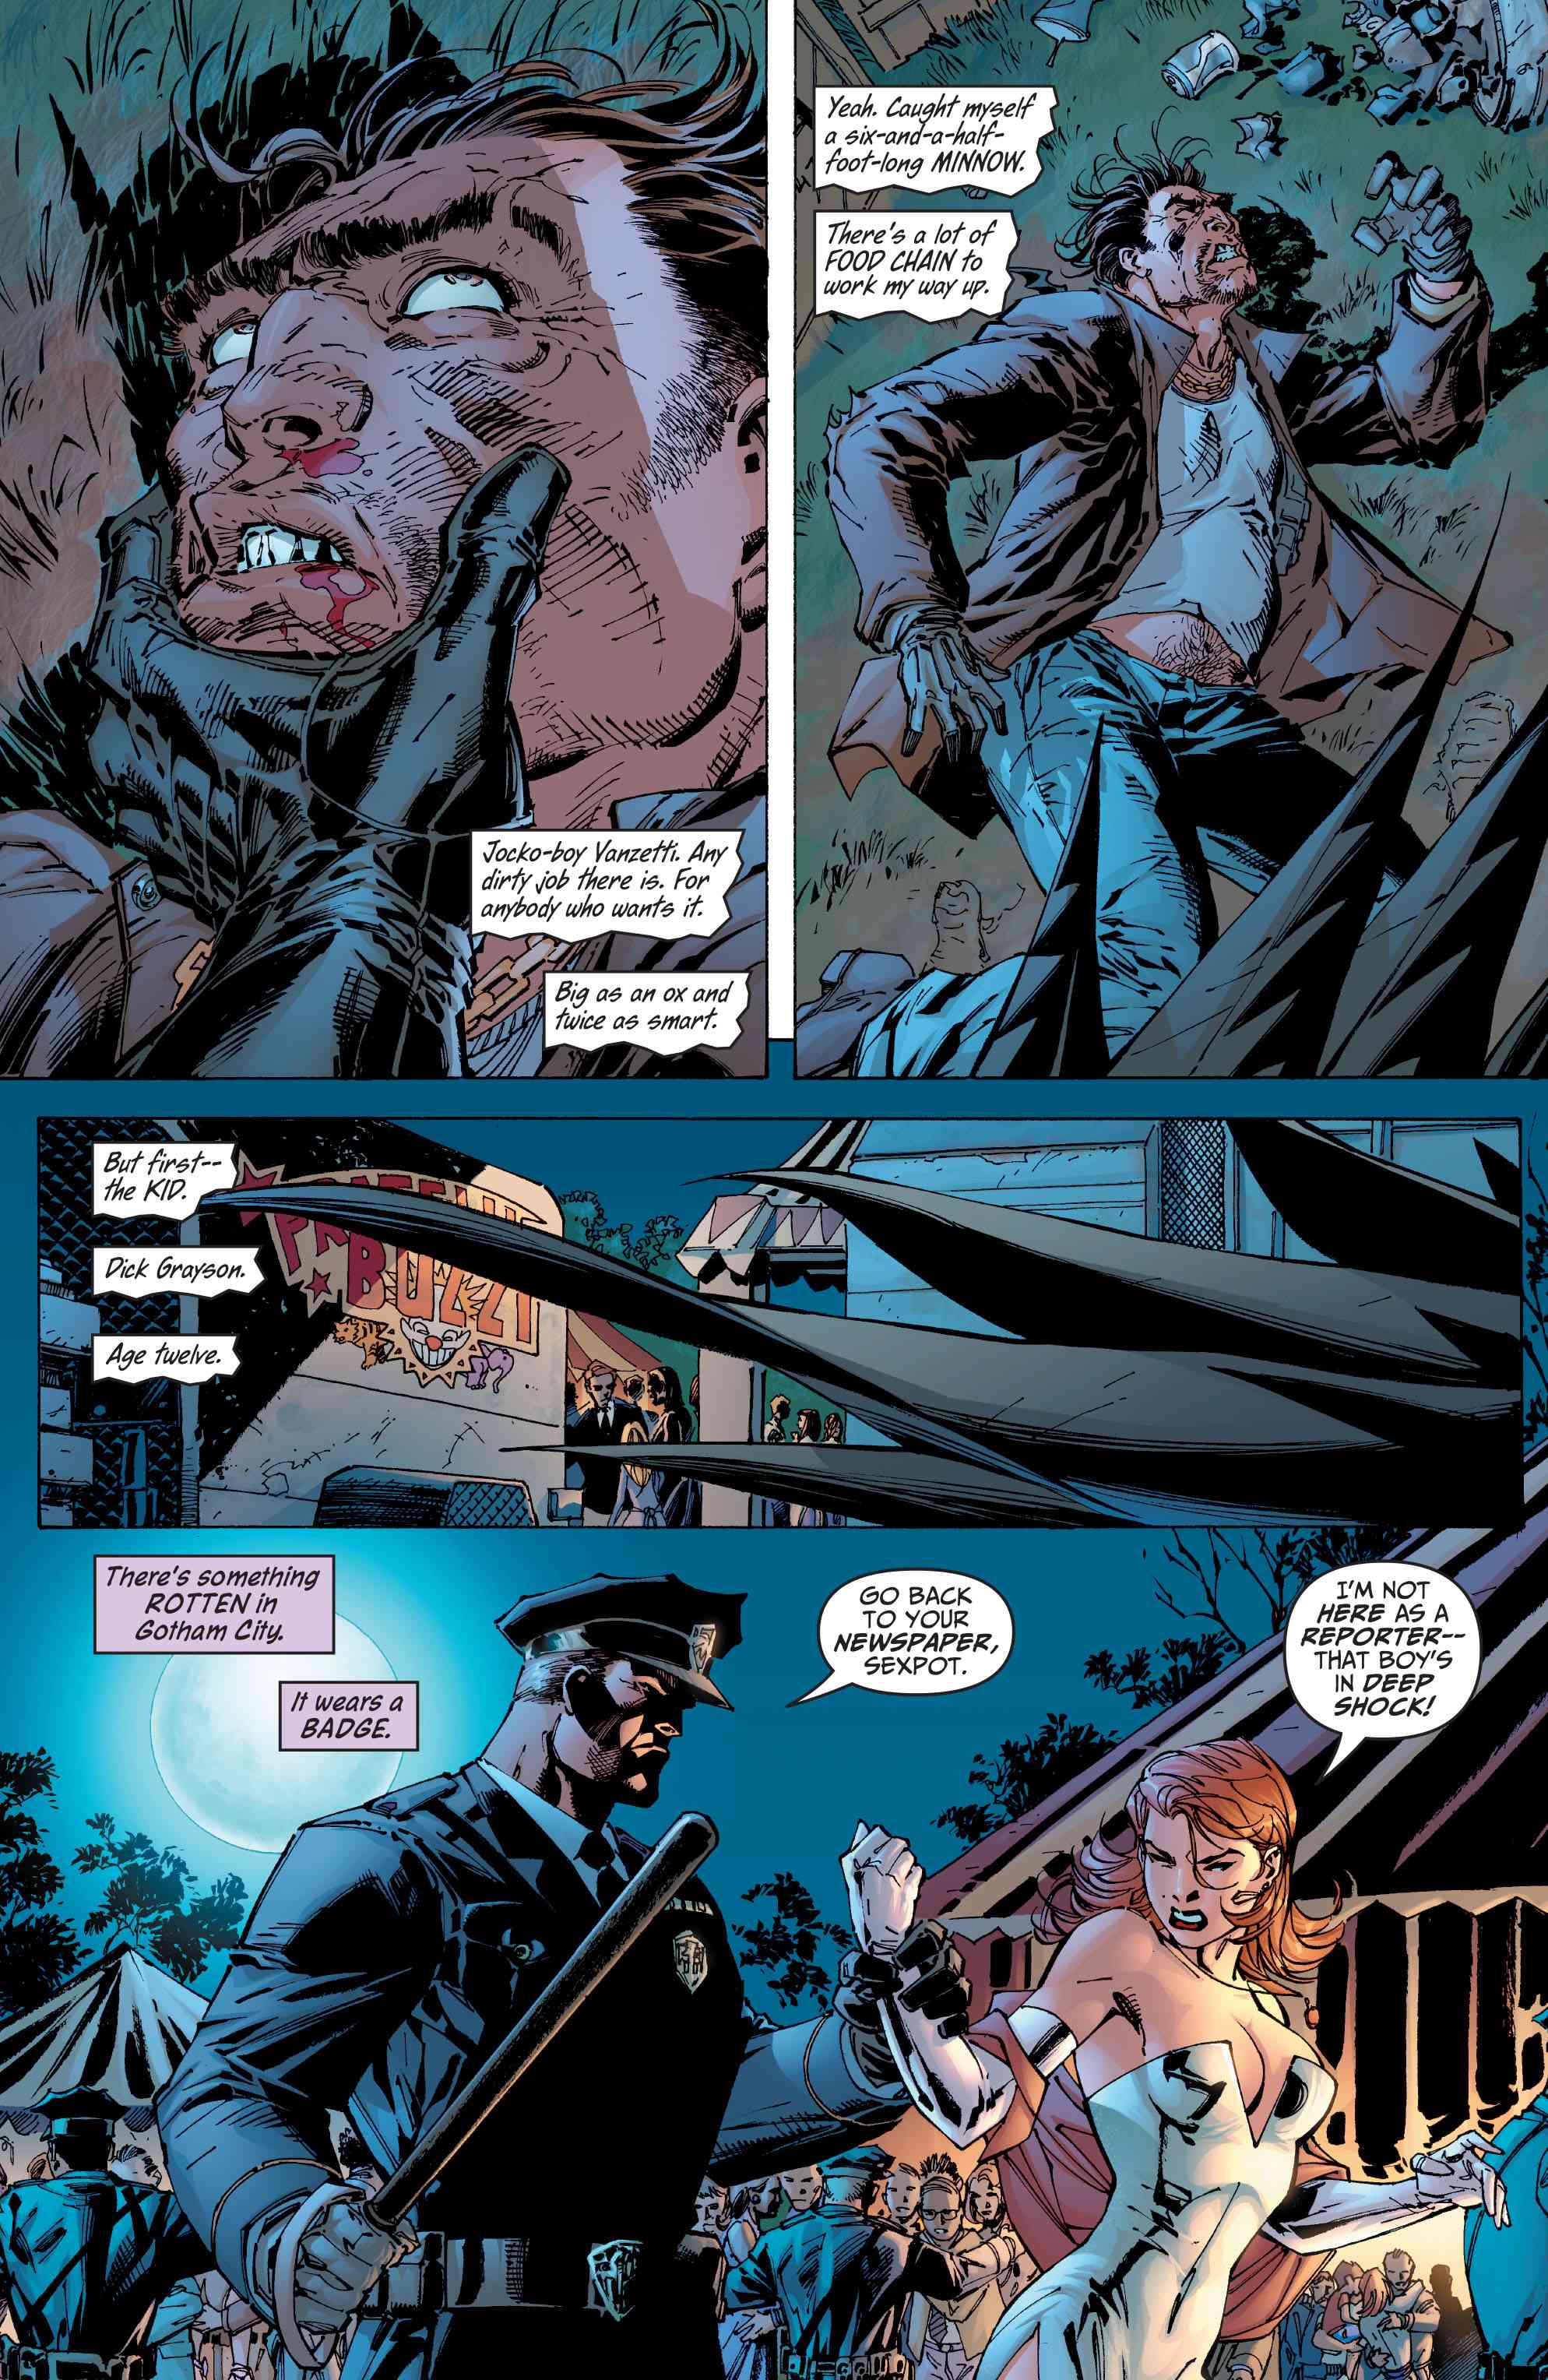 Jocko-boy Vanzetti. Any
dirty job there is. For
anybody who wants it.
Big as an ox and
twice as smart.
Yeah. Caught myself
a six-and-a-half-
foot-long MINNOW.
There's a lot of
FOOD CHAIN to
work my way up.
But first--
the KID.
Dick Grayson.
Age twelve.
There's something
ROTTEN in
Gotham City.
It wears a
BADGE.
GO BACK
TO YOUR
NEWSPAPER,
SEXPOT.
I'M NOT
HERE AS A
REPORTER--
THAT BOY'S
IN DEEP
SHOCK!